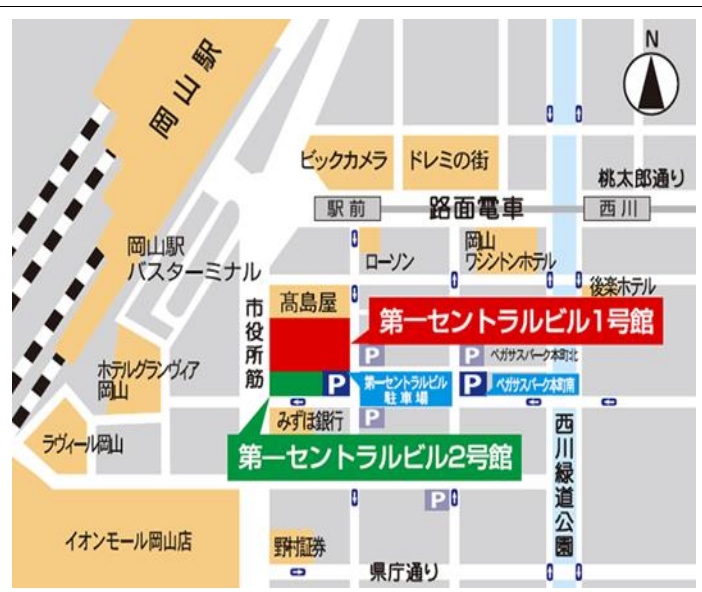 岡山駅
N
ビックカメラ
ドレミの街
桃太郎通り
駅前
路面電車
西川
岡山駅
バスターミナル
ローソン
岡山
ワシントンホテル
後楽ホテル
市役所筋
髙島屋
第一セントラルビル1号館
P
P
ペガサスパーク本町北
ホテルグランヴィア
岡山
P
第一セントラルビル
駐車場
P
ペガサスパーク本町南
みずほ銀行
P
ラヴィール岡山
第一セントラルビル2号館
西川緑道公園
P
イオンモール岡山店
野村証券
県庁通り